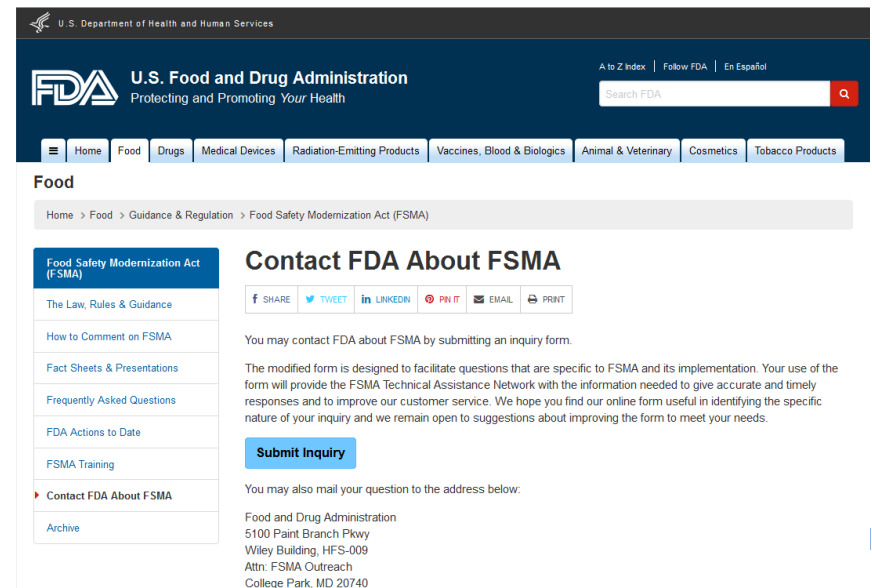 U.S. Department of Health and Human Services
FDA
U.S. Food and Drug Administration
Protecting and Promoting Your Health
A to Z Index | Follow FDA | En Español
Search FDA
Home Food Drugs Medical Devices Radiation-Emitting Products Vaccines, Blood & Biologics Animal & Veterinary Cosmetics Tobacco Products
Food
Home > Food > Guidance & Regulation > Food Safety Modernization Act (FSMA)
Food Safety Modernization Act
(FSMA)
The Law, Rules & Guidance
How to Comment on FSMA
Fact Sheets & Presentations
Frequently Asked Questions
FDA Actions to Date
FSMA Training
Contact FDA About FSMA
Archive
Contact FDA About FSMA
SHARE TWEET LINKEDIN PIN IT EMAIL PRINT
You may contact FDA about FSMA by submitting an inquiry form.
The modified form is designed to facilitate questions that are specific to FSMA and its implementation. Your use of the
form will provide the FSMA Technical Assistance Network with the information needed to give accurate and timely
responses and to improve our customer service. We hope you find our online form useful in identifying the specific
nature of your inquiry and we remain open to suggestions about improving the form to meet your needs.
Submit Inquiry
You may also mail your question to the address below:
Food and Drug Administration
5100 Paint Branch Pkwy
Wiley Building, HFS-009
Attn: FSMA Outreach
College Park, MD 20740